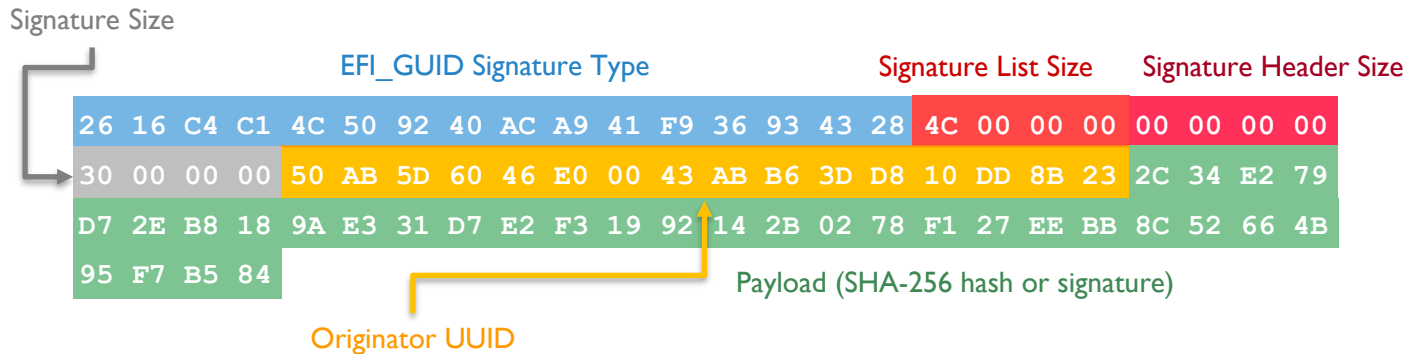 Signature Size
EFI_GUID Signature Type
Signature List Size
Signature Header Size
26 16 C4 C1 4C 50 92 40 AC A9 41 F9 36 93 43 28 4C 00 00 00 00 00 00 00
30 00 00 00 50 AB 5D 60 46 E0 00 43 AB B6 3D D8 10 DD 8B 23 2C 34 E2 79
D7 2E B8 18 9A E3 31 D7 E2 F3 19 92 14 2B 02 78 F1 27 EE BB 8C 52 66 4B
95 F7 B5 84
Payload (SHA-256 hash or signature)
Originator UUID